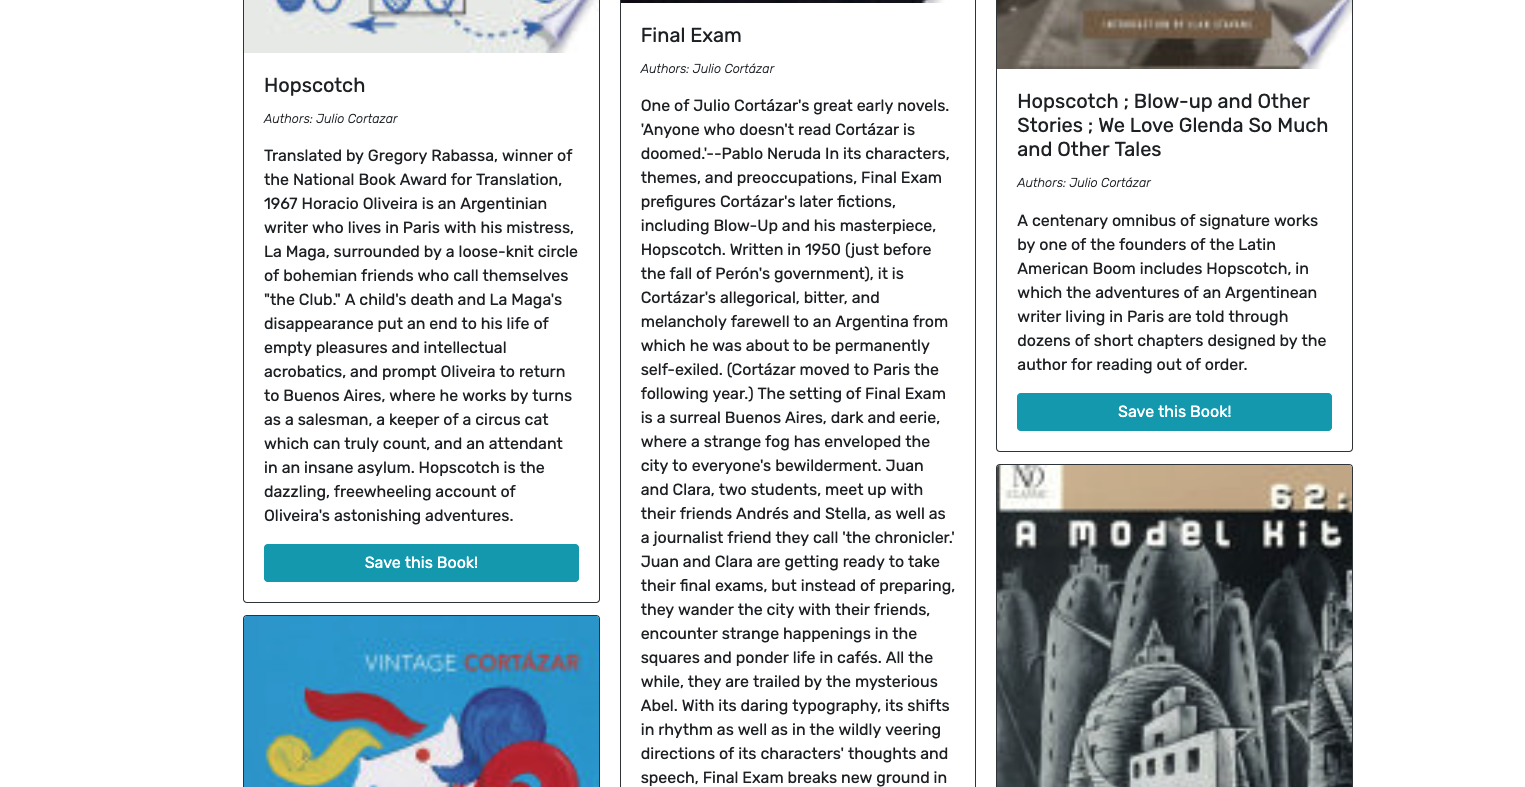 Hopscotch
Authors: Julio Cortazar
Translated by Gregory Rabassa, winner of
the National Book Award for Translation,
1967 Horacio Oliveira is an Argentinian
writer who lives in Paris with his mistress,
La Maga, surrounded by a loose-knit circle
of bohemian friends who call themselves
"the Club." A child's death and La Maga's
disappearance put an end to his life of
empty pleasures and intellectual
acrobatics, and prompt Oliveira to return
to Buenos Aires, where he works by turns
as a salesman, a keeper of a circus cat
which can truly count, and an attendant
in an insane asylum. Hopscotch is the
dazzling, freewheeling account of
Oliveira's astonishing adventures.
Save this Book!
VINTAGE CORTÁZAR
Final Exam
Authors: Julio Cortázar
One of Julio Cortázar's great early novels.
'Anyone who doesn't read Cortázar is
doomed.'--Pablo Neruda In its characters,
themes, and preoccupations, Final Exam
prefigures Cortázar's later fictions,
including Blow-Up and his masterpiece,
Hopscotch. Written in 1950 (just before
the fall of Perón's government), it is
Cortázar's allegorical, bitter, and
melancholy farewell to an Argentina from
which he was about to be permanently
self-exiled. (Cortázar moved to Paris the
following year.) The setting of Final Exam
is a surreal Buenos Aires, dark and eerie,
where a strange fog has enveloped the
city to everyone's bewilderment. Juan
and Clara, two students, meet up with
their friends Andrés and Stella, as well as
a journalist friend they call 'the chronicler.'
Juan and Clara are getting ready to take
their final exams, but instead of preparing,
they wander the city with their friends,
encounter strange happenings in the
squares and ponder life in cafés. All the
while, they are trailed by the mysterious
Abel. With its daring typography, its shifts
in rhythm as well as in the wildly veering
directions of its characters' thoughts and
speech, Final Exam breaks new ground in
INTRODUCTION BY ILAN STAVANS
Hopscotch ; Blow-up and Other
Stories ; We Love Glenda So Much
and Other Tales
Authors: Julio Cortázar
A centenary omnibus of signature works
by one of the founders of the Latin
American Boom includes Hopscotch, in
which the adventures of an Argentinean
writer living in Paris are told through
dozens of short chapters designed by the
author for reading out of order.
Save this Book!
ND
CLASSIC
62:
A Model Kit